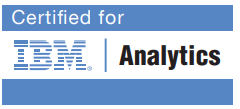 Certified for
IBM® | Analytics